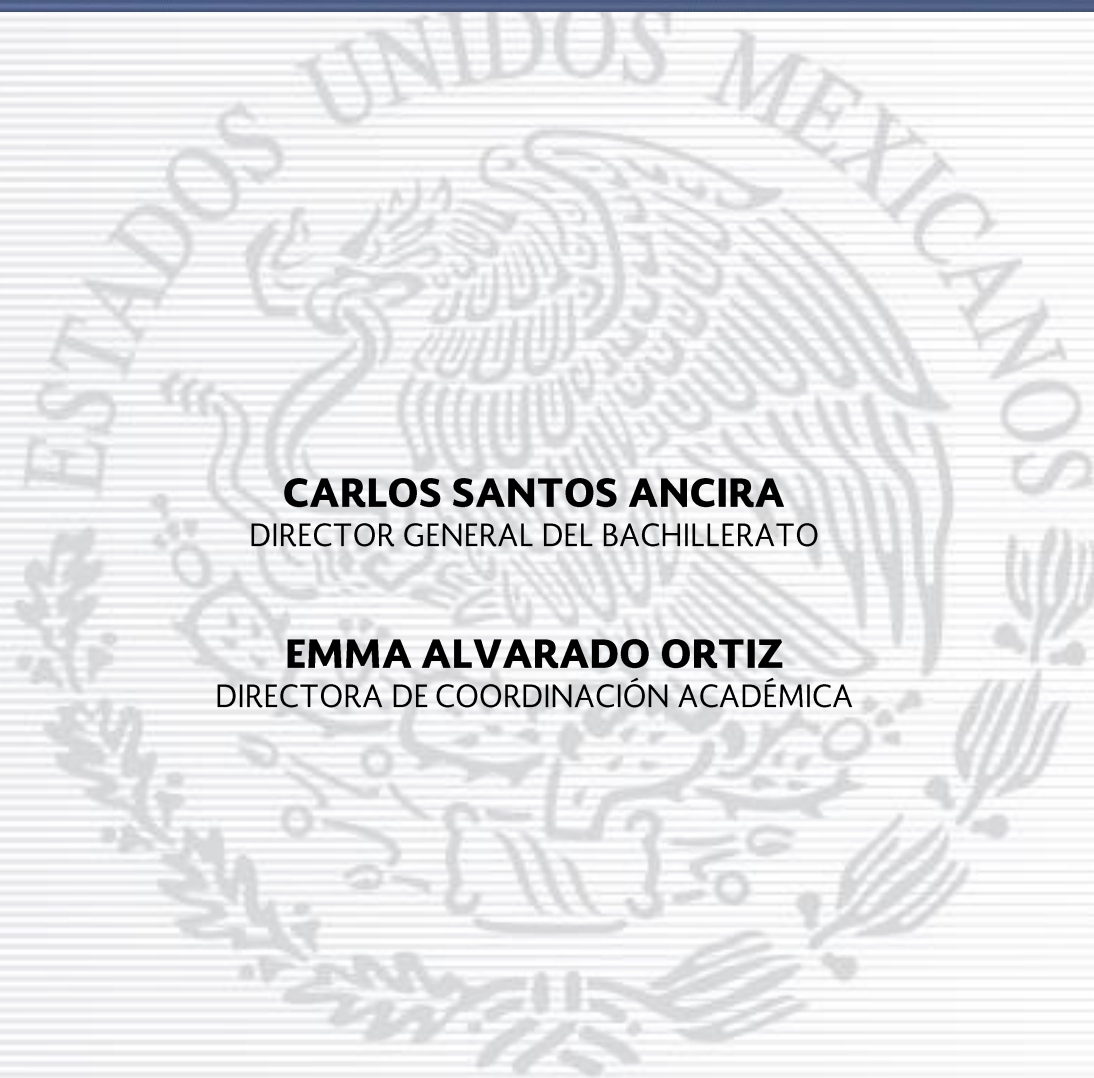 ESTADOS UNIDOS MEXICANOS
CARLOS SANTOS ANCIRA
DIRECTOR GENERAL DEL BACHILLERATO
EMMA ALVARADO ORTIZ
DIRECTORA DE COORDINACIÓN ACADÉMICA